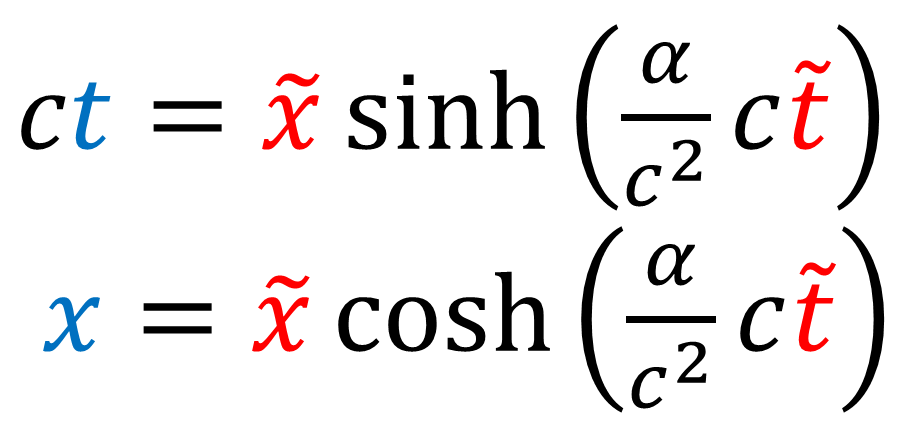 ct = x̃ sinh(α/c² ct̃)
x = x̃ cosh(α/c² ct̃)